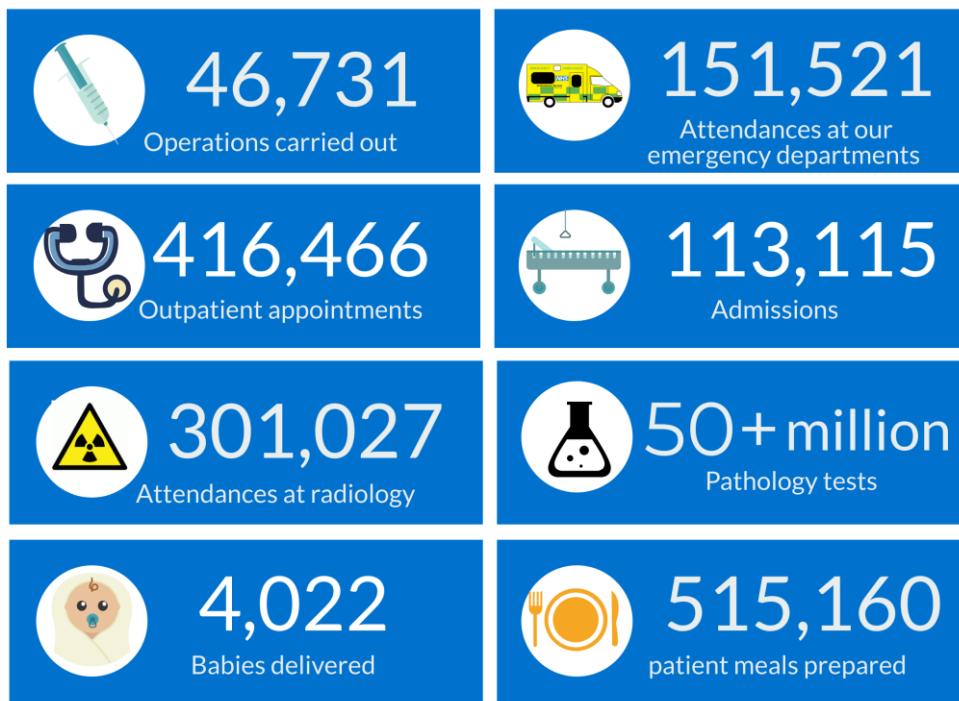 46,731
Operations carried out
151,521
Attendances at our
emergency departments
416,466
Outpatient appointments
113,115
Admissions
301,027
Attendances at radiology
50+ million
Pathology tests
4,022
Babies delivered
515,160
patient meals prepared